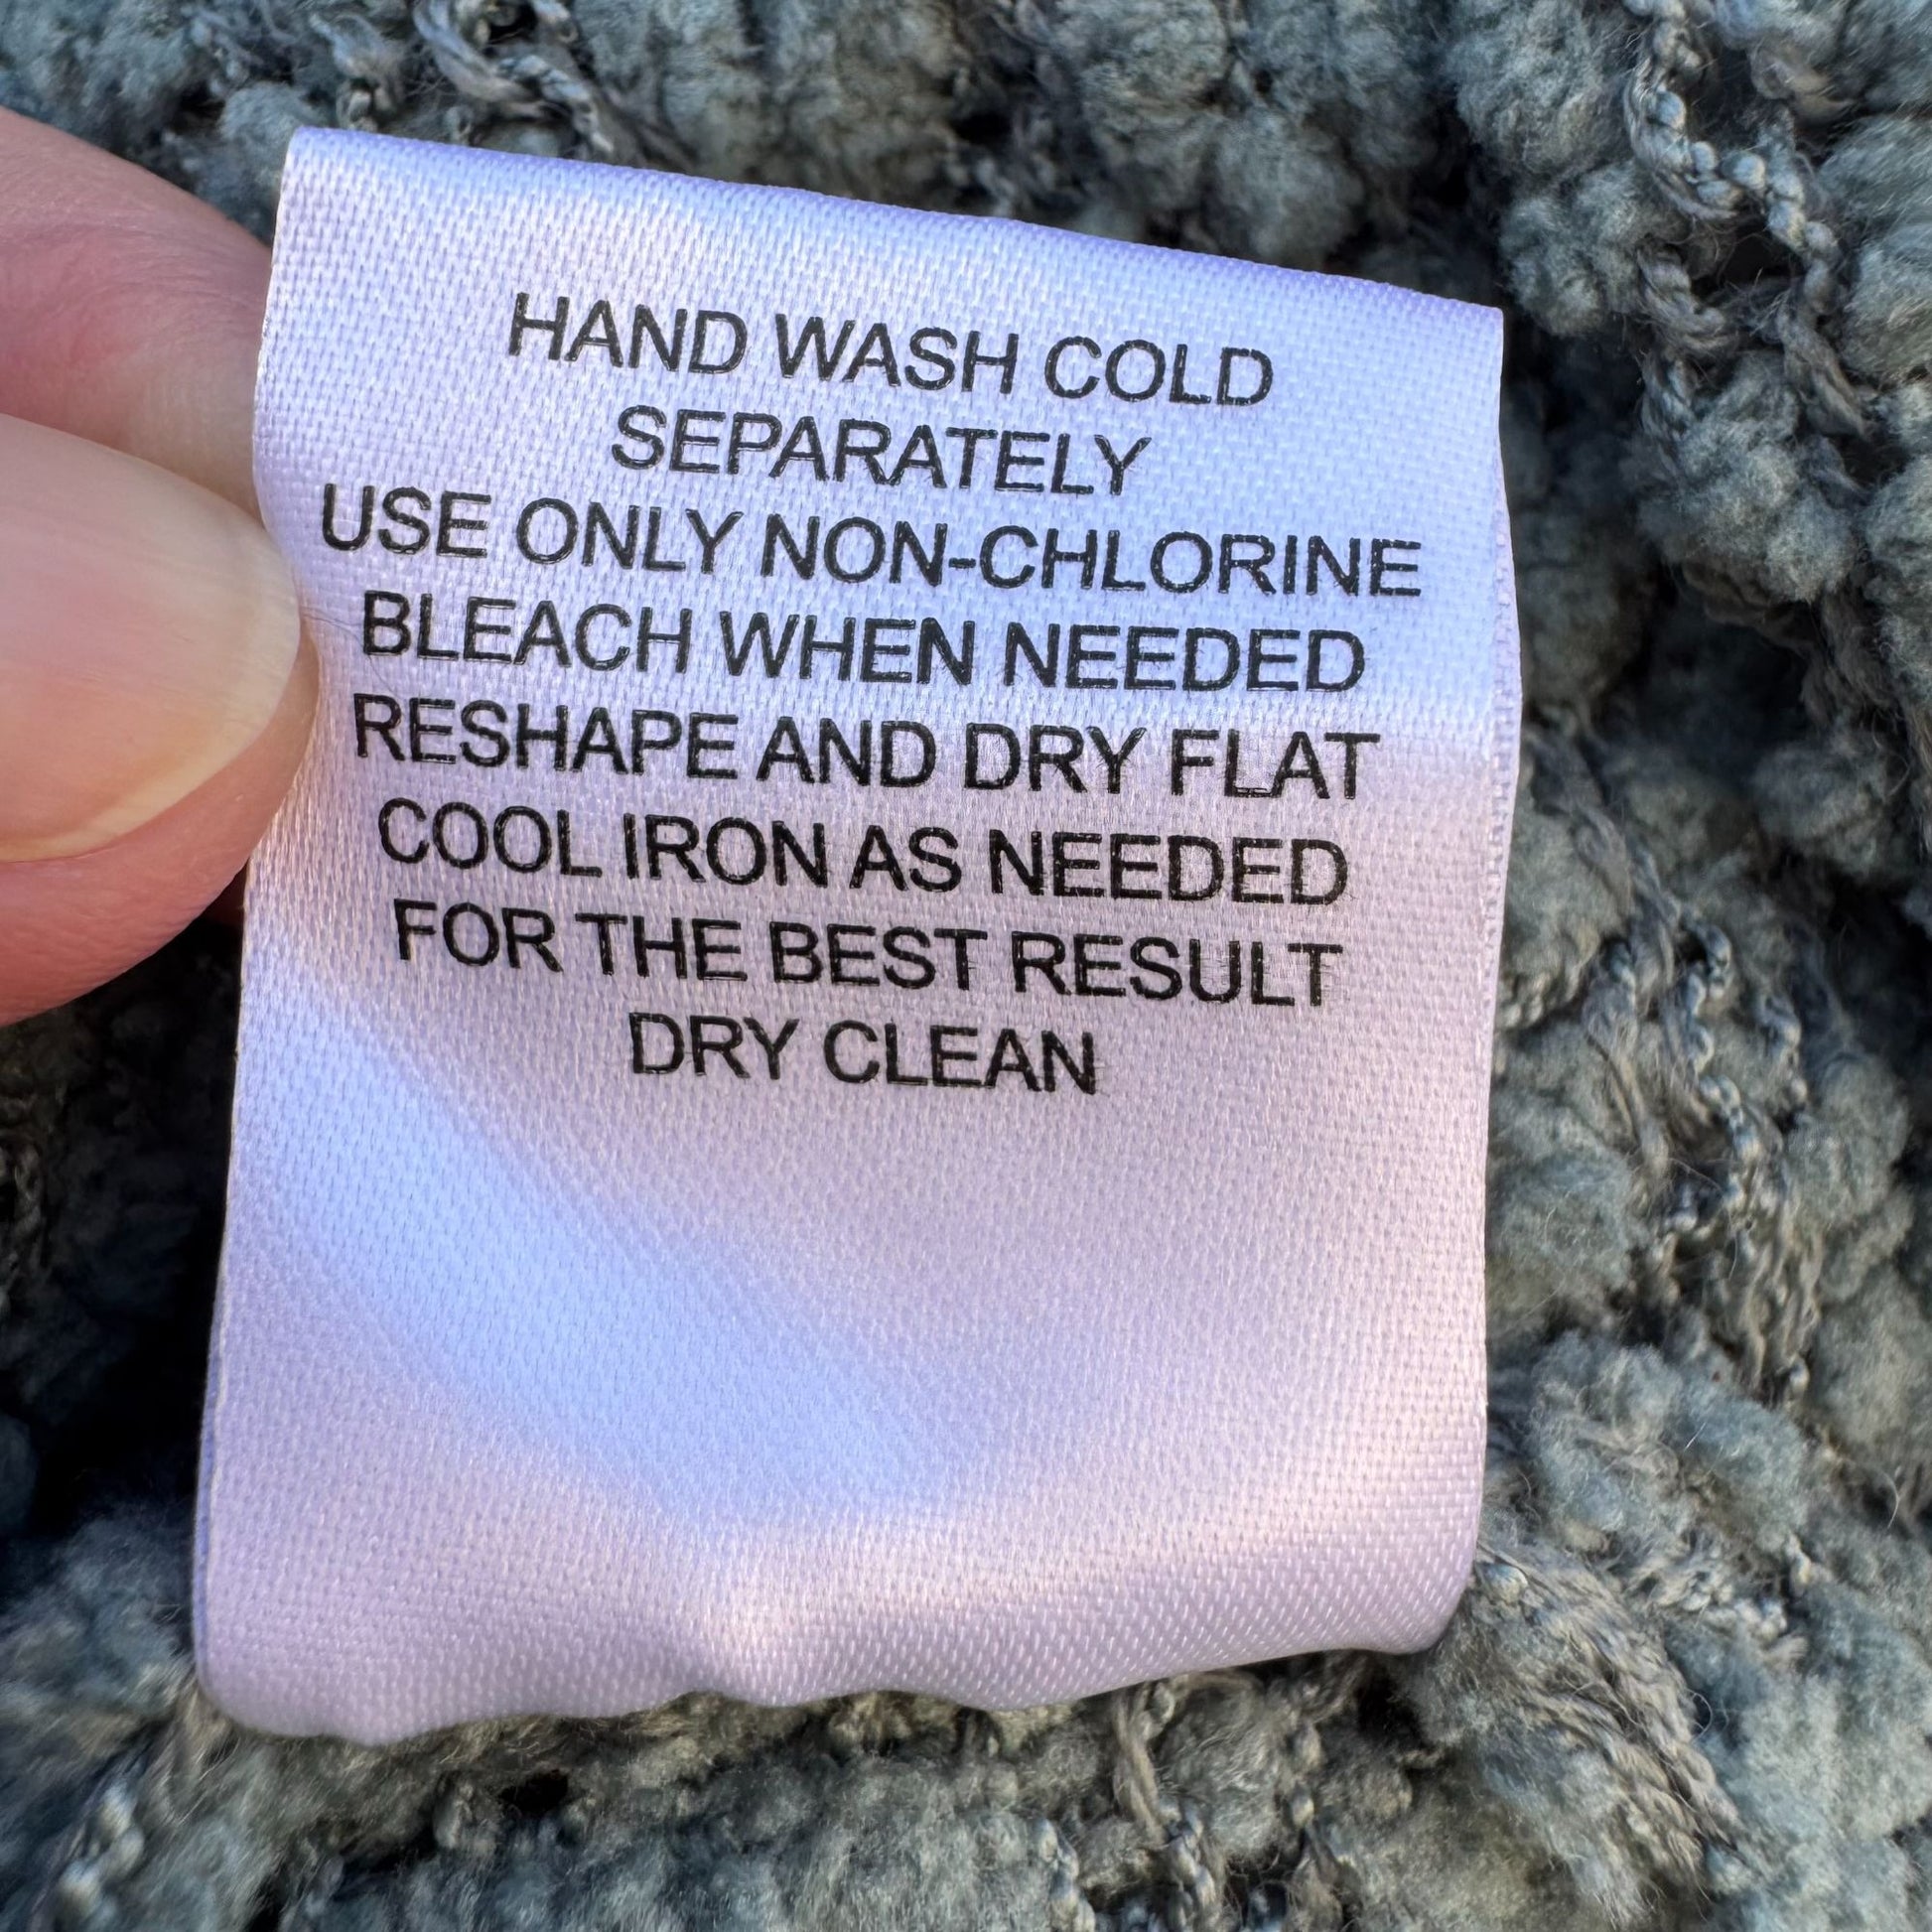 HAND WASH COLD
SEPARATELY
USE ONLY NON-CHLORINE
BLEACH WHEN NEEDED
RESHAPE AND DRY FLAT
COOL IRON AS NEEDED
FOR THE BEST RESULT
DRY CLEAN